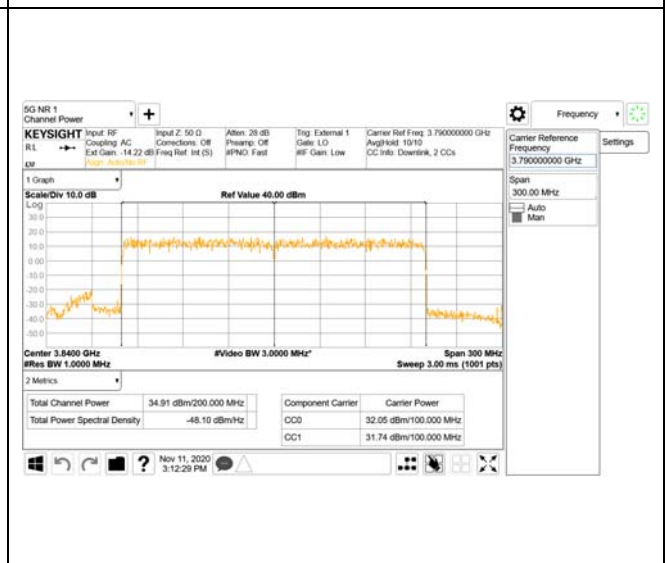 5G NR 1
Channel Power
Frequency
KEYSIGHT
R L
Input: RF
Coupling: AC
Ext Gain: -14.22 dB
Align: Auto/No RF
Input Z: 50 Ω
Corrections: Off
Freq Ref: Int (S)
Atten: 28 dB
Preamp: Off
#PNO: Fast
Trig: External 1
Gate: LO
#IF Gain: Low
Carrier Ref Freq: 3.790000000 GHz
Avg|Hold: 10/10
CC Info: Downlink, 2 CCs
Carrier Reference
Frequency
3.790000000 GHz
Settings
Span
300.00 MHz
Auto
Man
1 Graph
Scale/Div 10.0 dB
Ref Value 40.00 dBm
Log
30.0
20.0
10.0
0.00
-10.0
-20.0
-30.0
-40.0
-50.0
Center 3.8400 GHz
#Video BW 3.0000 MHz*
Span 300 MHz
#Res BW 1.0000 MHz
Sweep 3.00 ms (1001 pts)
2 Metrics
Total Channel Power 34.91 dBm/200.000 MHz
Total Power Spectral Density -48.10 dBm/Hz
Component Carrier Carrier Power
CC0 32.05 dBm/100.000 MHz
CC1 31.74 dBm/100.000 MHz
Nov 11, 2020
3:12:29 PM